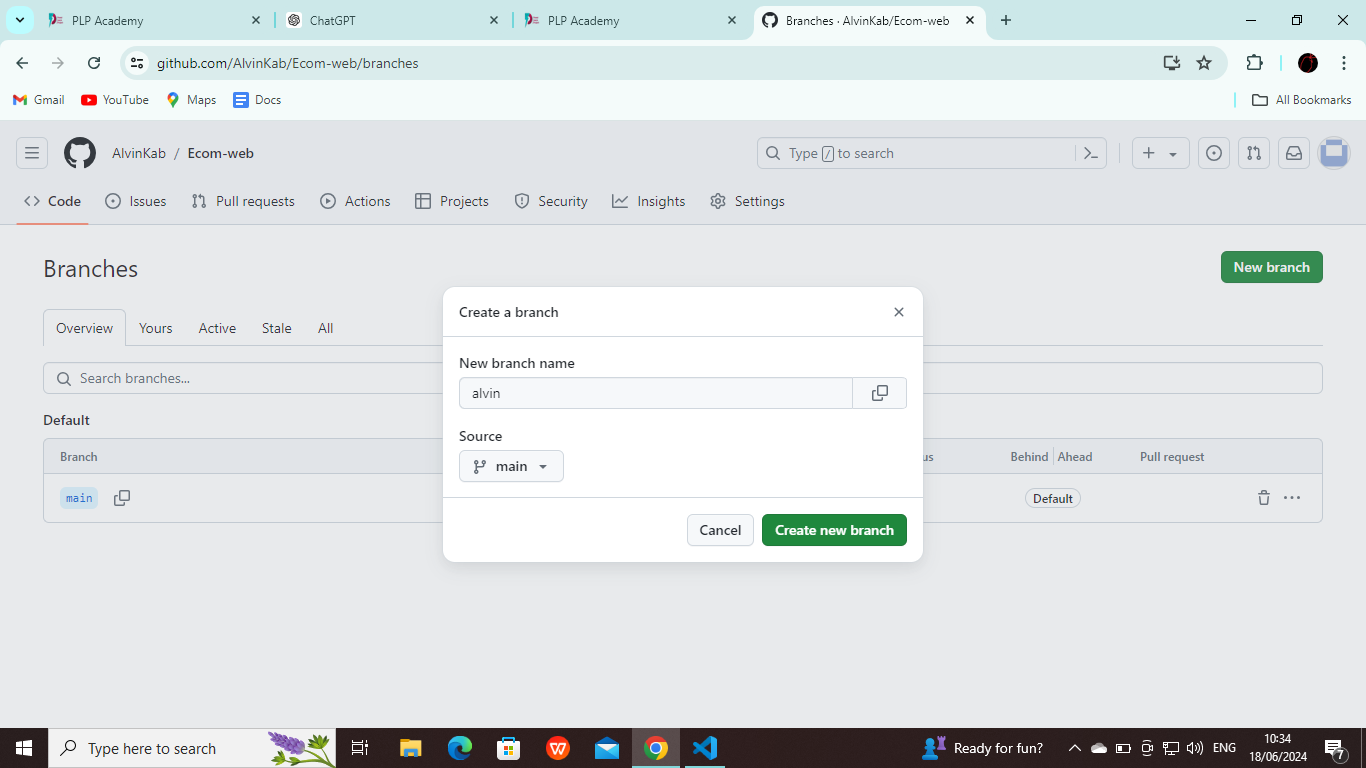 PLP Academy
ChatGPT
PLP Academy
Branches · AlvinKab/Ecom-web
github.com/AlvinKab/Ecom-web/branches
Gmail
YouTube
Maps
Docs
All Bookmarks
AlvinKab / Ecom-web
Type / to search
Code
Issues
Pull requests
Actions
Projects
Security
Insights
Settings
Branches
New branch
Overview
Yours
Active
Stale
All
Search branches...
Default
Branch
us
Behind
Ahead
Pull request
main
Default
Create a branch
New branch name
alvin
Source
main
Cancel
Create new branch
Type here to search
Ready for fun?
ENG
10:34
18/06/2024
7